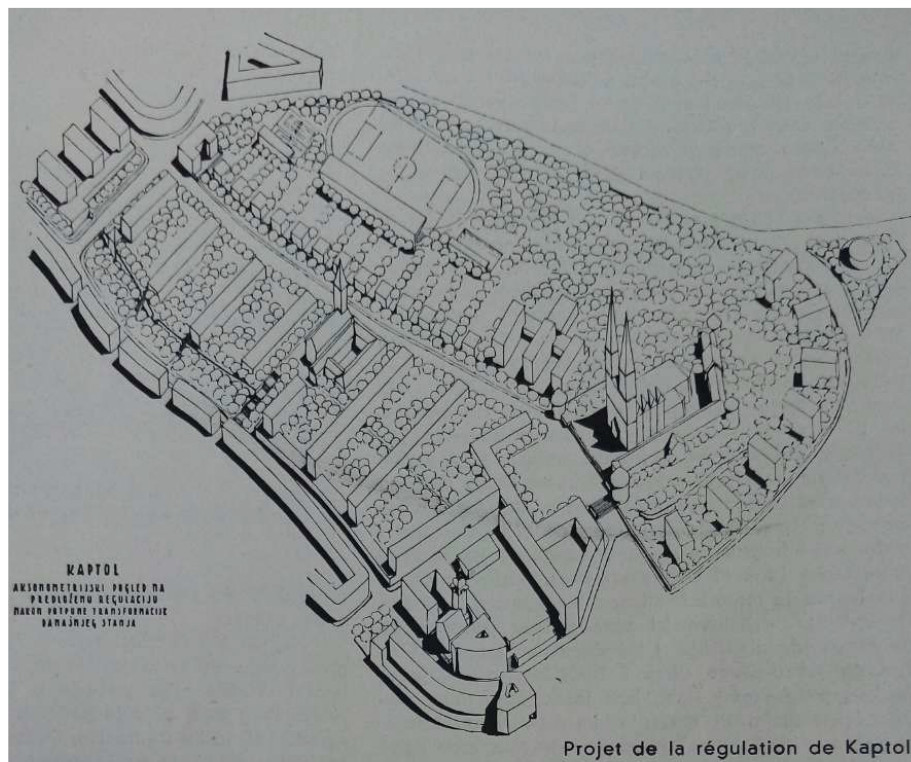 KAPTOL
AKSONOMETRIJSKI POGLED NA
PREDLOŽENU REGULACIJU
NAKON POTPUNE TRANSFORMACIJE
DANAŠNJEG STANJA
Projet de la régulation de Kaptol